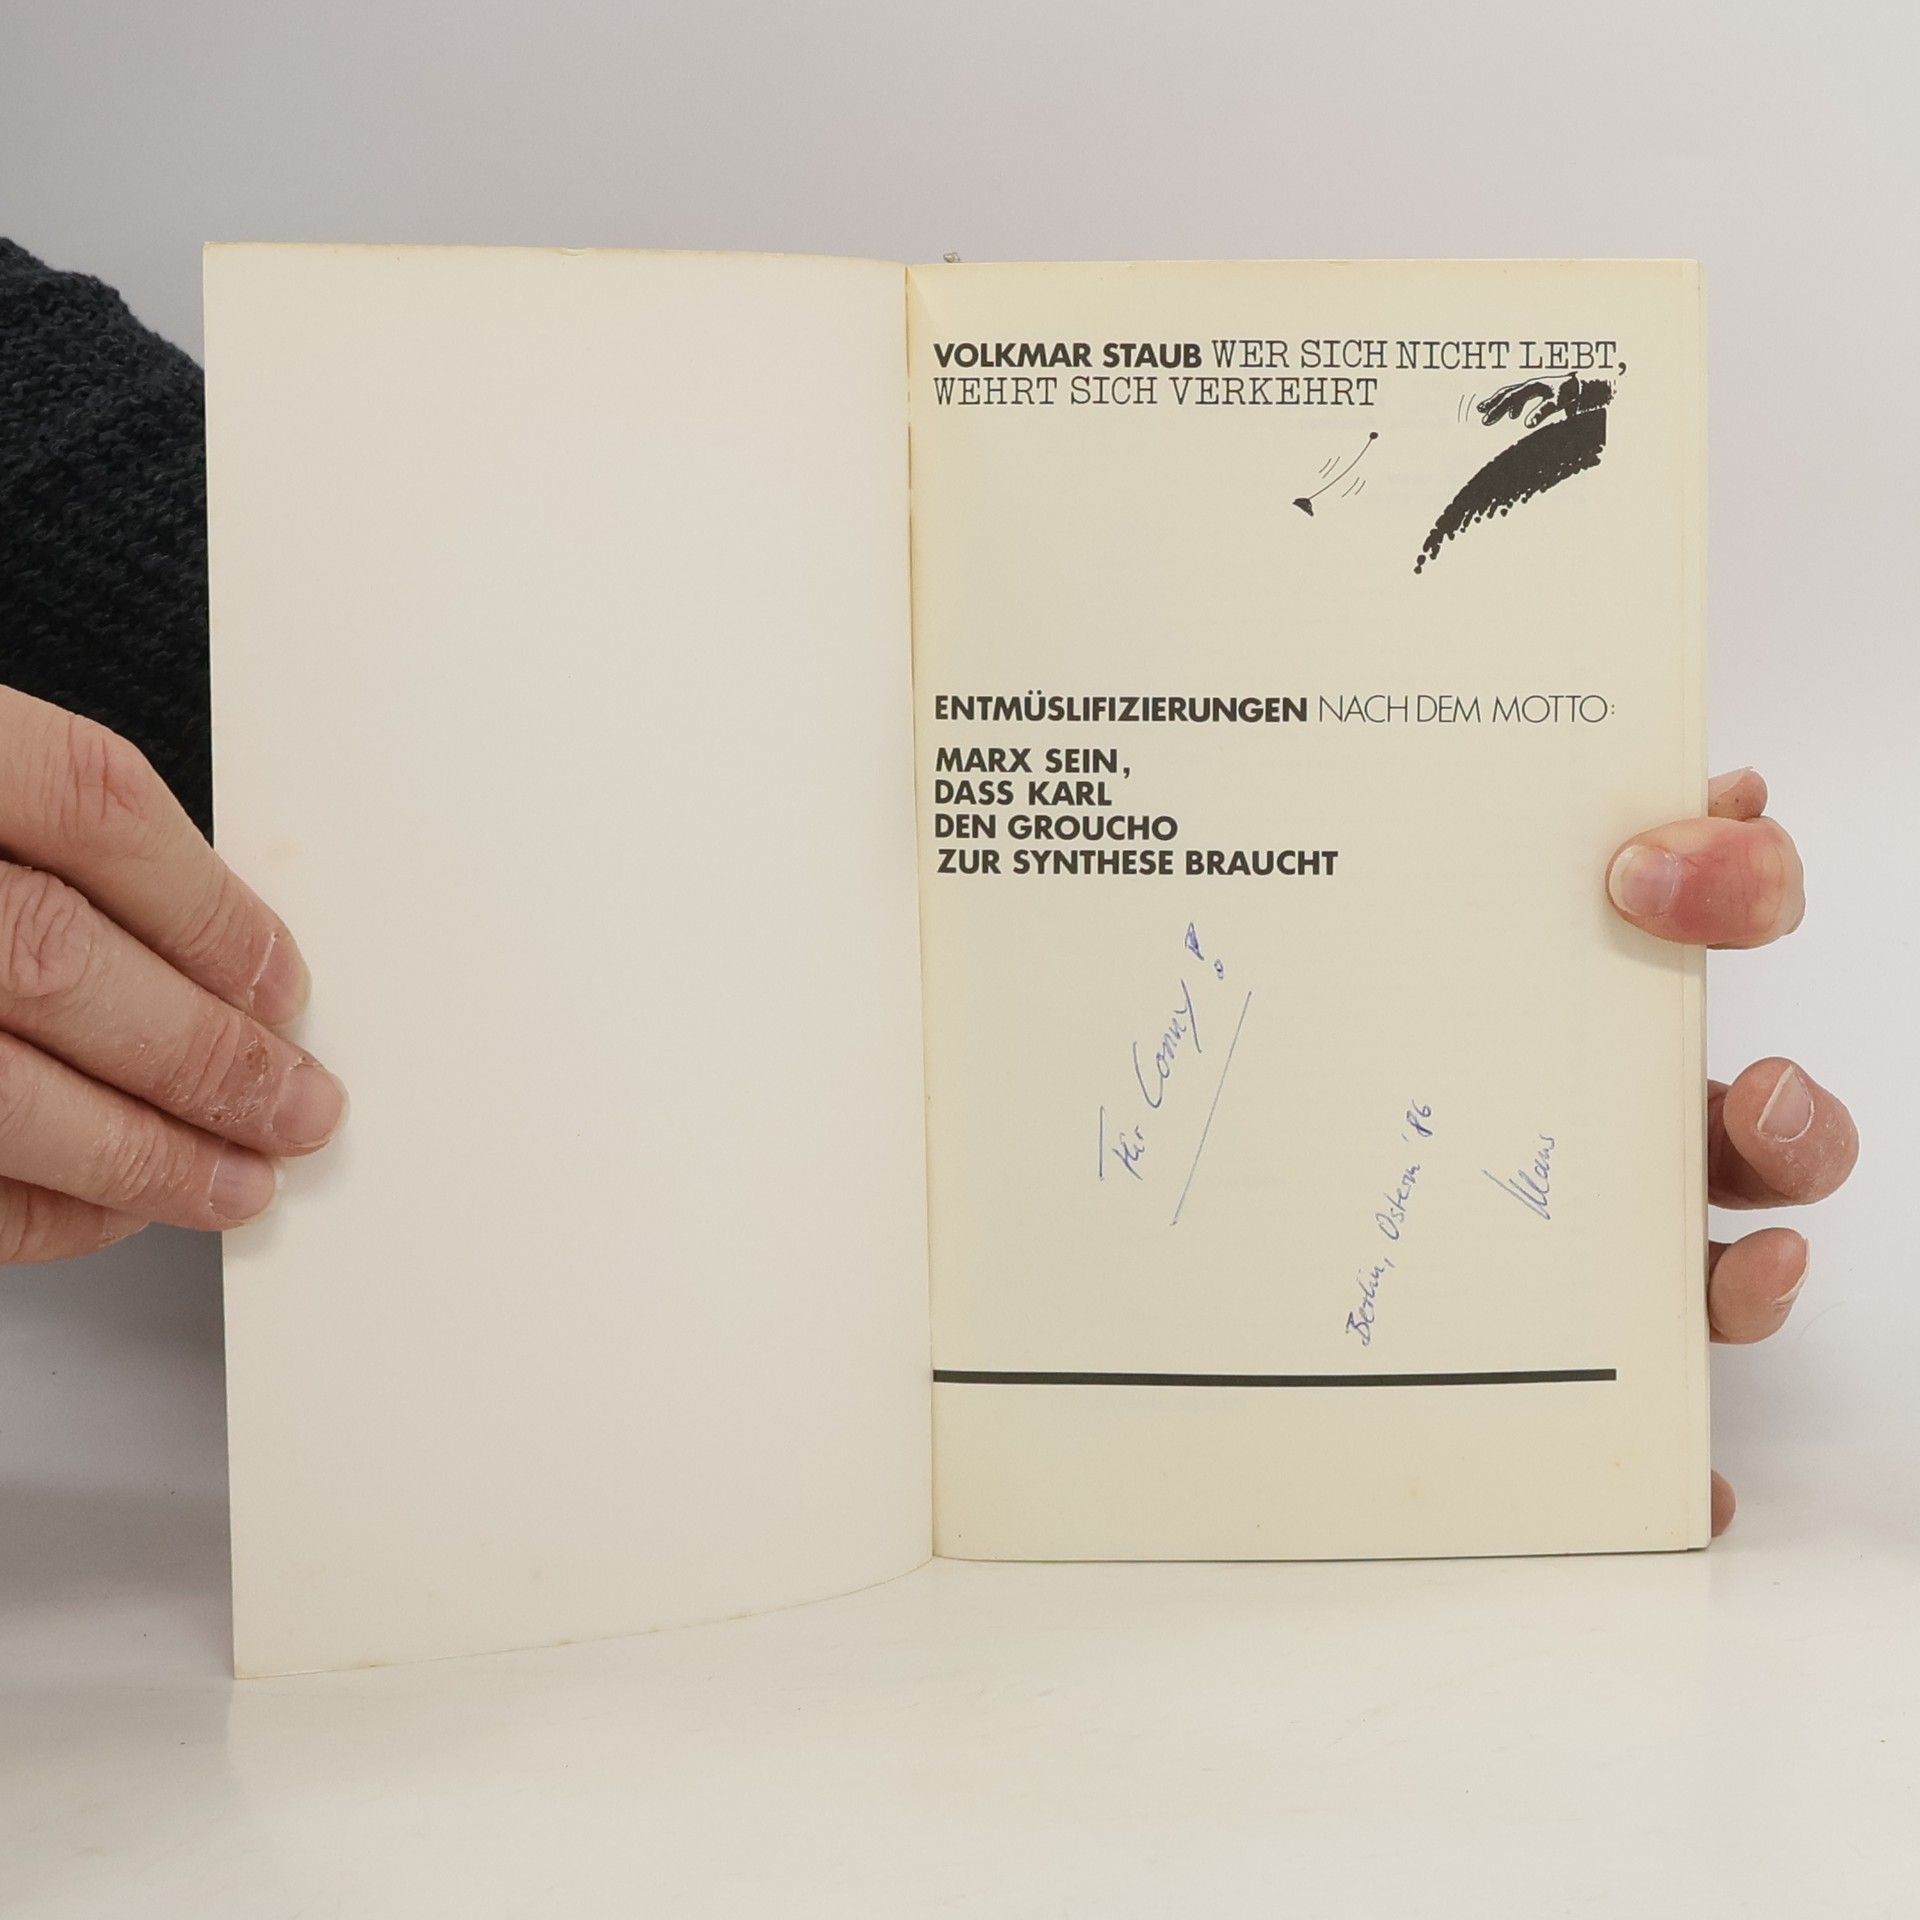 VOLKMAR STAUB WER SICH NICHT LEBT,
WEHRT SICH VERKEHRT
ENTMÜSLIFIZIERUNGEN NACH DEM MOTTO:
MARX SEIN,
DASS KARL
DEN GROUCHO
ZUR SYNTHESE BRAUCHT
Für Conny!
Berlin, Ostern '86
Klaus